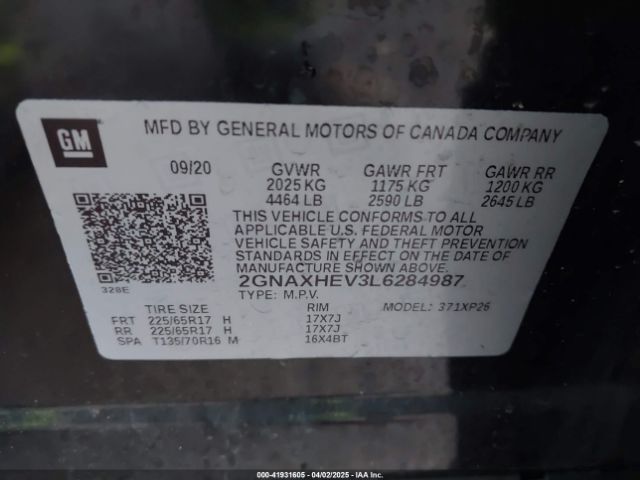 GM
MFD BY GENERAL MOTORS OF CANADA COMPANY
09/20 GVWR GAWR FRT GAWR RR
2025 KG 1175 KG 1200 KG
4464 LB 2590 LB 2645 LB
THIS VEHICLE CONFORMS TO ALL
APPLICABLE U.S. FEDERAL MOTOR
VEHICLE SAFETY AND THEFT PREVENTION
STANDARDS IN EFFECT ON THE DATE OF
MANUFACTURE SHOWN ABOVE.
2GNAXHEV3L6284987
328E
TYPE: M.P.V.
MODEL: 371XP26
TIRE SIZE RIM
FRT 225/65R17 H 17X7J
RR 225/65R17 H 17X7J
SPA T135/70R16 M 16X4BT
000-41931605 - 04/02/2025 - IAAI.COM